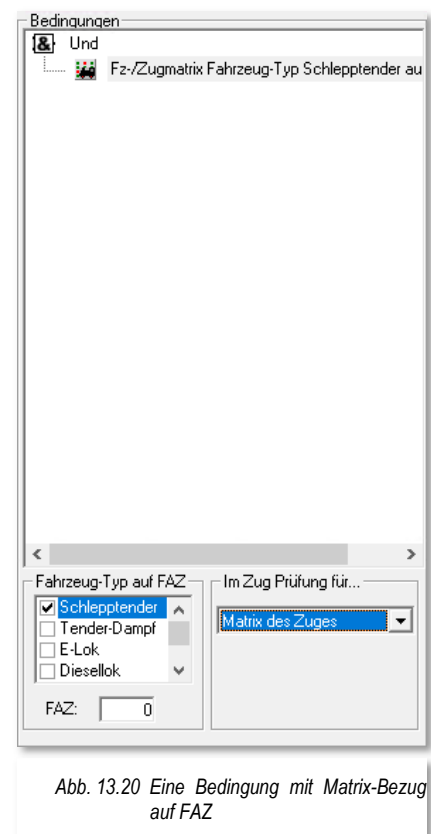 Bedingungen
& Und
Fz-/Zugmatrix Fahrzeug-Typ Schlepptender au
Fahrzeug-Typ auf FAZ
Schlepptender
Tender-Dampf
E-Lok
Diesellok
FAZ: 0
Im Zug Prüfung für...
Matrix des Zuges
Abb. 13.20 Eine Bedingung mit Matrix-Bezug
auf FAZ